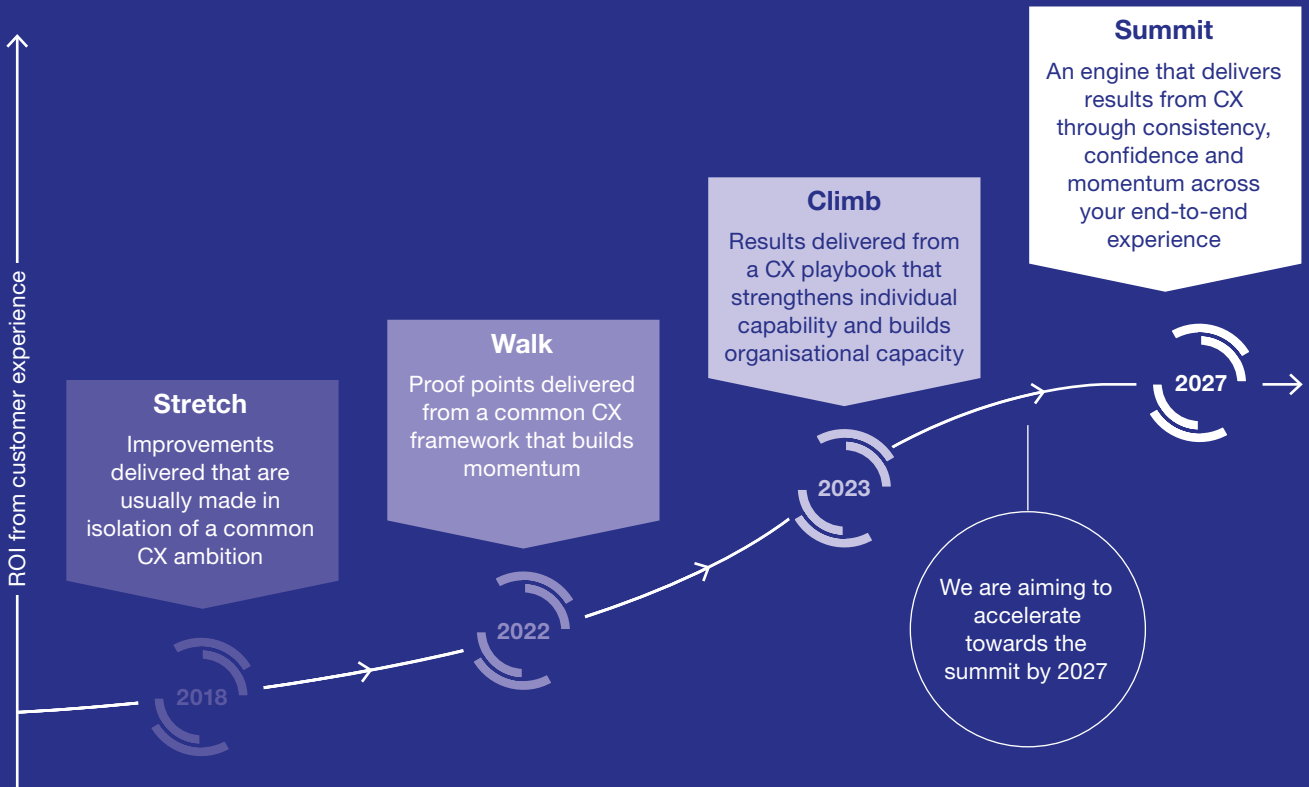 ROI from customer experience
Stretch
Improvements
delivered that are
usually made in
isolation of a common
CX ambition
2018
Walk
Proof points delivered
from a common CX
framework that builds
momentum
2022
Climb
Results delivered from
a CX playbook that
strengthens individual
capability and builds
organisational capacity
2023
Summit
An engine that delivers
results from CX
through consistency,
confidence and
momentum across
your end-to-end
experience
2027
We are aiming to
accelerate
towards the
summit by 2027